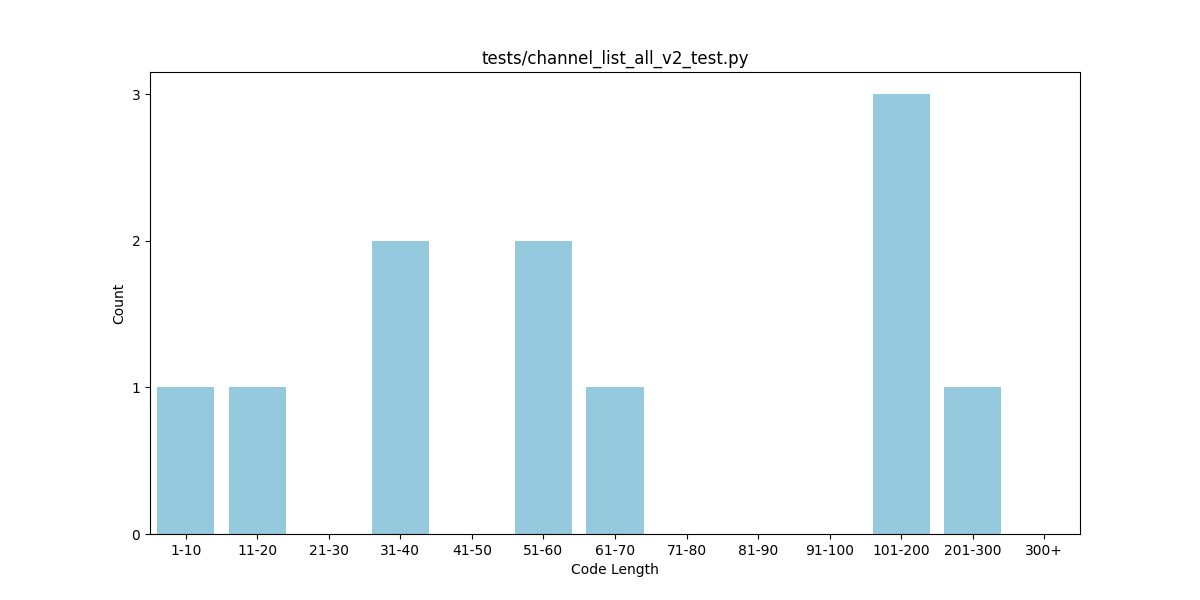 tests/channel_list_all_v2_test.py
3
2
1
0
Count
1-10 11-20 21-30 31-40 41-50 51-60 61-70 71-80 81-90 91-100 101-200 201-300 300+
Code Length